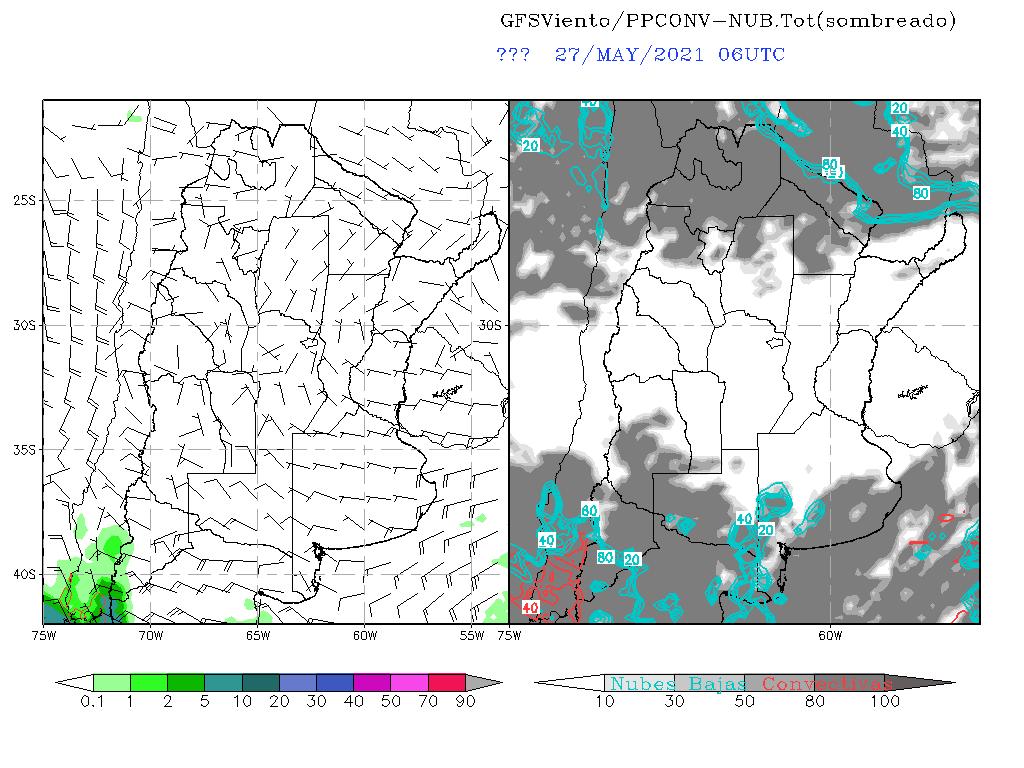 GFSViento/PPCONV-NUB.Tot(sombreado)
??? 27/MAY/2021 06UTC
40 20
20 40
60
80
25S
30S 30S
35S
60
40 20
40
80 20
40S
40
75W 70W 65W 60W 55W 75W 60W
Nubes Bajas Convectivas
0.1 1 2 5 10 20 30 40 50 70 90 10 30 50 80 100